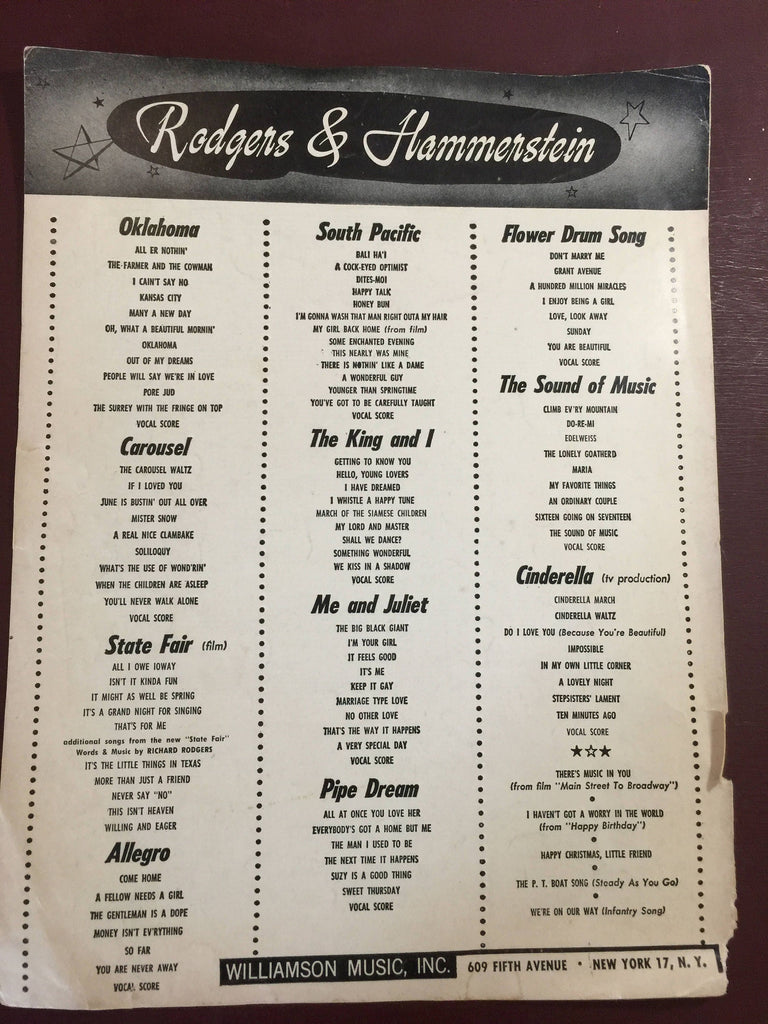 Rodgers & Hammerstein
Oklahoma
ALL ER NOTHIN'
THE FARMER AND THE COWMAN
I CAIN'T SAY NO
KANSAS CITY
MANY A NEW DAY
OH, WHAT A BEAUTIFUL MORNIN'
OKLAHOMA
OUT OF MY DREAMS
PEOPLE WILL SAY WE'RE IN LOVE
PORE JUD
THE SURREY WITH THE FRINGE ON TOP
VOCAL SCORE
Carousel
THE CAROUSEL WALTZ
IF I LOVED YOU
JUNE IS BUSTIN' OUT ALL OVER
MISTER SNOW
A REAL NICE CLAMBAKE
SOLILOQUY
WHAT'S THE USE OF WOND'RIN'
WHEN THE CHILDREN ARE ASLEEP
YOU'LL NEVER WALK ALONE
VOCAL SCORE
State Fair (film)
ALL I OWE IOWAY
ISN'T IT KINDA FUN
IT MIGHT AS WELL BE SPRING
IT'S A GRAND NIGHT FOR SINGING
THAT'S FOR ME
additional songs from the new "State Fair"
Words & Music by RICHARD RODGERS
IT'S THE LITTLE THINGS IN TEXAS
MORE THAN JUST A FRIEND
NEVER SAY "NO"
THIS ISN'T HEAVEN
WILLING AND EAGER
Allegro
COME HOME
A FELLOW NEEDS A GIRL
THE GENTLEMAN IS A DOPE
MONEY ISN'T EV'RYTHING
SO FAR
YOU ARE NEVER AWAY
VOCAL SCORE
South Pacific
BALI HA'I
A COCK-EYED OPTIMIST
DITES-MOI
HAPPY TALK
HONEY BUN
I'M GONNA WASH THAT MAN RIGHT OUTA MY HAIR
MY GIRL BACK HOME (from film)
SOME ENCHANTED EVENING
THIS NEARLY WAS MINE
THERE IS NOTHIN' LIKE A DAME
A WONDERFUL GUY
YOUNGER THAN SPRINGTIME
YOU'VE GOT TO BE CAREFULLY TAUGHT
VOCAL SCORE
The King and I
GETTING TO KNOW YOU
HELLO, YOUNG LOVERS
I HAVE DREAMED
I WHISTLE A HAPPY TUNE
MARCH OF THE SIAMESE CHILDREN
MY LORD AND MASTER
SHALL WE DANCE?
SOMETHING WONDERFUL
WE KISS IN A SHADOW
VOCAL SCORE
Me and Juliet
THE BIG BLACK GIANT
I'M YOUR GIRL
IT FEELS GOOD
IT'S ME
KEEP IT GAY
MARRIAGE TYPE LOVE
NO OTHER LOVE
THAT'S THE WAY IT HAPPENS
A VERY SPECIAL DAY
VOCAL SCORE
Pipe Dream
ALL AT ONCE YOU LOVE HER
EVERYBODY'S GOT A HOME BUT ME
THE MAN I USED TO BE
THE NEXT TIME IT HAPPENS
SUZY IS A GOOD THING
SWEET THURSDAY
VOCAL SCORE
Flower Drum Song
DON'T MARRY ME
GRANT AVENUE
A HUNDRED MILLION MIRACLES
I ENJOY BEING A GIRL
LOVE, LOOK AWAY
SUNDAY
YOU ARE BEAUTIFUL
VOCAL SCORE
The Sound of Music
CLIMB EV'RY MOUNTAIN
DO-RE-MI
EDELWEISS
THE LONELY GOATHERD
MARIA
MY FAVORITE THINGS
AN ORDINARY COUPLE
SIXTEEN GOING ON SEVENTEEN
THE SOUND OF MUSIC
VOCAL SCORE
Cinderella (tv production)
CINDERELLA MARCH
CINDERELLA WALTZ
DO I LOVE YOU (Because You're Beautiful)
IMPOSSIBLE
IN MY OWN LITTLE CORNER
A LOVELY NIGHT
STEPSISTERS' LAMENT
TEN MINUTES AGO
VOCAL SCORE
THERE'S MUSIC IN YOU
(from film "Main Street To Broadway")
I HAVEN'T GOT A WORRY IN THE WORLD
(from "Happy Birthday")
HAPPY CHRISTMAS, LITTLE FRIEND
THE P. T. BOAT SONG (Steady As You Go)
WE'RE ON OUR WAY (Infantry Song)
WILLIAMSON MUSIC, INC. 609 FIFTH AVENUE • NEW YORK 17, N. Y.